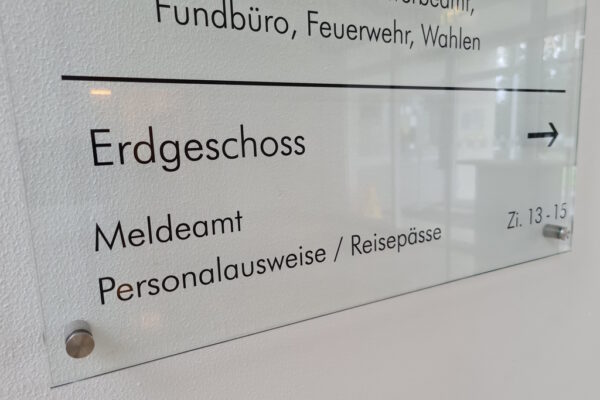 Fundbüro, Feuerwehr, Wahlen
Erdgeschoss →
Meldeamt Zi. 13 - 15
Personalausweise / Reisepässe